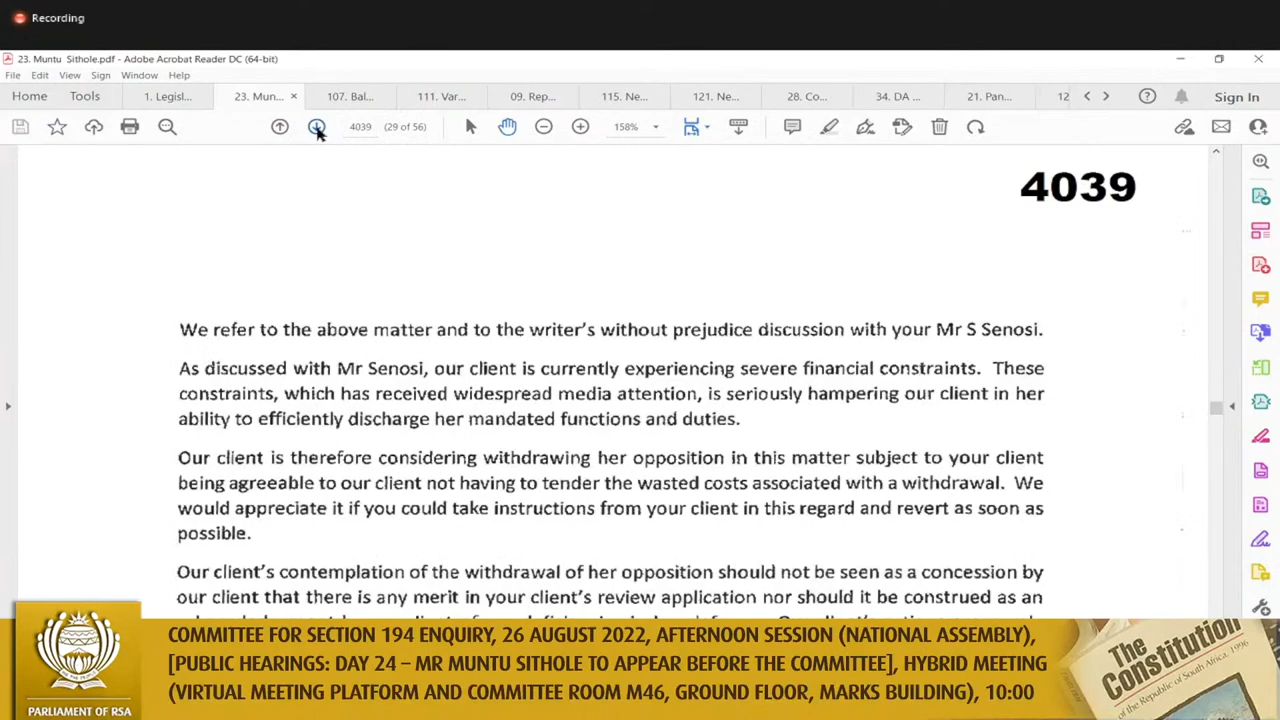 Recording
23. Muntu Sithole.pdf - Adobe Acrobat Reader DC (64-bit)
File Edit View Sign Window Help
Home Tools 1. Legisl... 23. Mun... × 107. Bal... 111. Var... 09. Rep... 115. Ne... 121. Ne... 28. Co... 34. DA ... 21. Pan... 12 Sign In
4039 (29 of 56) 158%
4039
We refer to the above matter and to the writer's without prejudice discussion with your Mr S Senosi.
As discussed with Mr Senosi, our client is currently experiencing severe financial constraints. These
constraints, which has received widespread media attention, is seriously hampering our client in her
ability to efficiently discharge her mandated functions and duties.
Our client is therefore considering withdrawing her opposition in this matter subject to your client
being agreeable to our client not having to tender the wasted costs associated with a withdrawal. We
would appreciate it if you could take instructions from your client in this regard and revert as soon as
possible.
Our client's contemplation of the withdrawal of her opposition should not be seen as a concession by
our client that there is any merit in your client's review application nor should it be construed as an
COMMITTEE FOR SECTION 194 ENQUIRY, 26 AUGUST 2022, AFTERNOON SESSION (NATIONAL ASSEMBLY),
[PUBLIC HEARINGS: DAY 24 – MR MUNTU SITHOLE TO APPEAR BEFORE THE COMMITTEE], HYBRID MEETING
(VIRTUAL MEETING PLATFORM AND COMMITTEE ROOM M46, GROUND FLOOR, MARKS BUILDING), 10:00
PARLIAMENT OF RSA
The
Constitution
of the Republic of South Africa, 1996